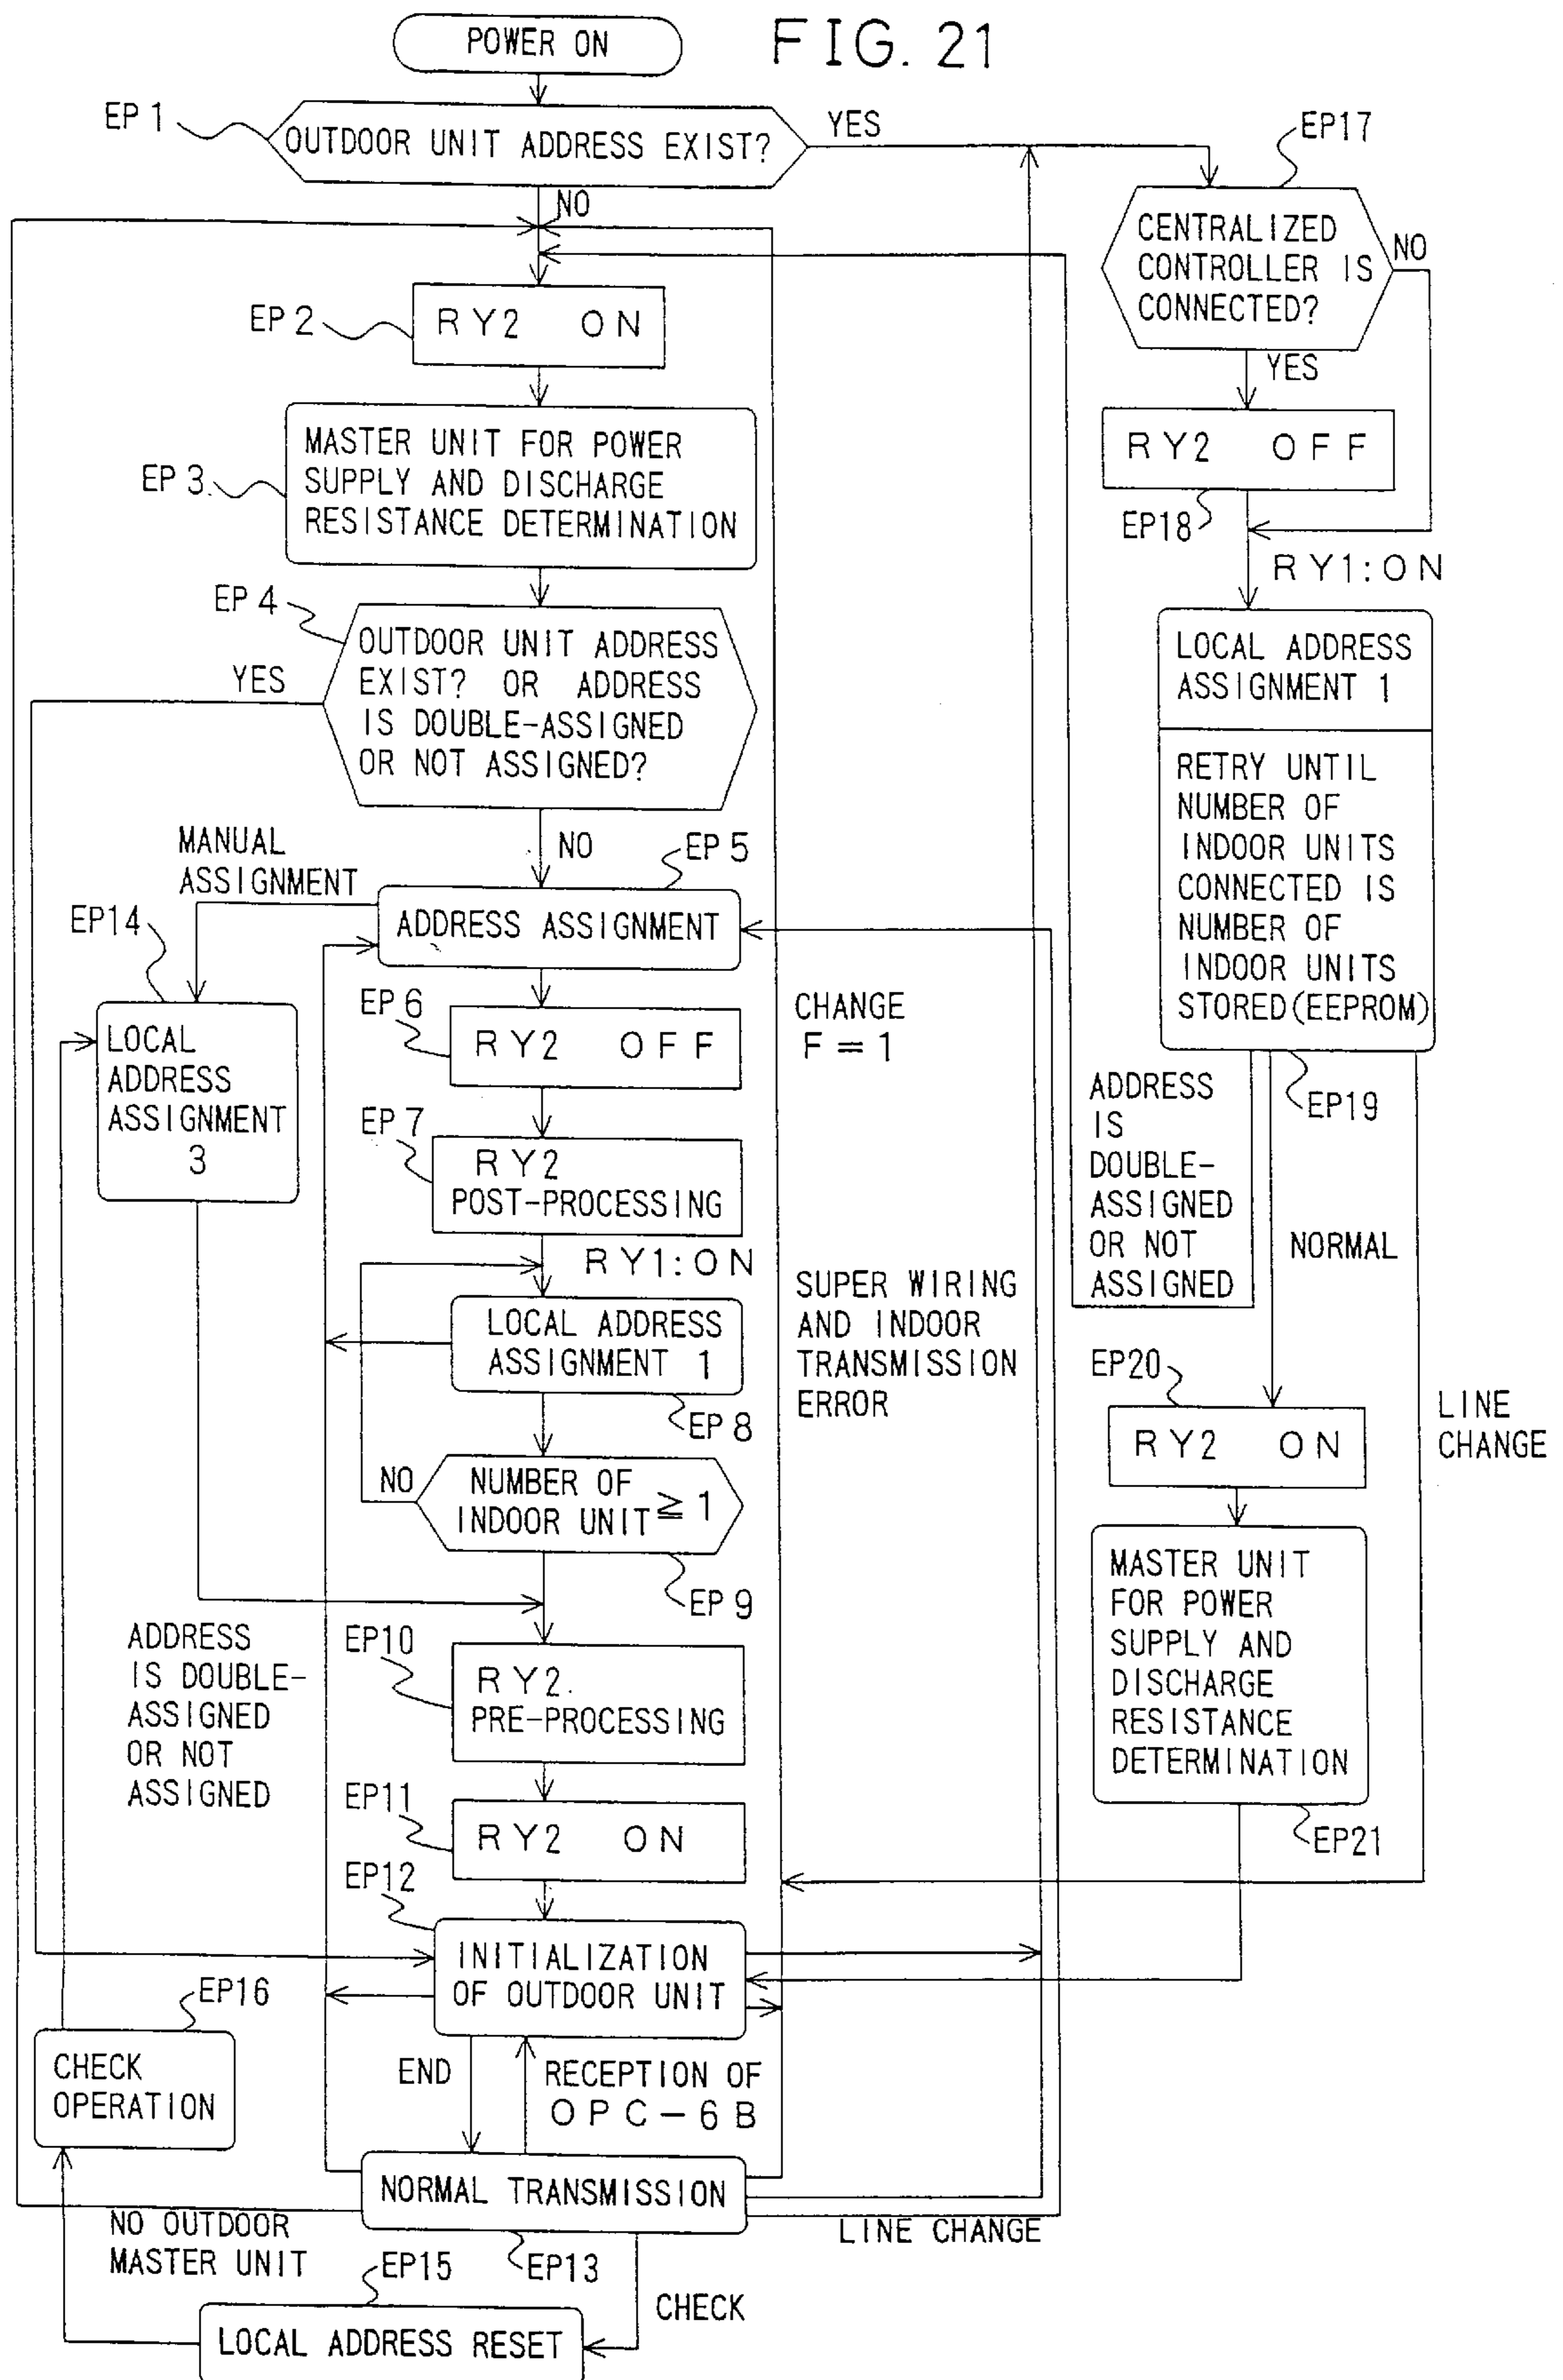 FIG. 21
POWER ON
EP 1
OUTDOOR UNIT ADDRESS EXIST?
YES
NO
EP 2
RY2 ON
EP 3
MASTER UNIT FOR POWER
SUPPLY AND DISCHARGE
RESISTANCE DETERMINATION
EP 4
OUTDOOR UNIT ADDRESS
EXIST? OR ADDRESS
IS DOUBLE-ASSIGNED
OR NOT ASSIGNED?
YES
NO
MANUAL
ASSIGNMENT
EP 5
ADDRESS ASSIGNMENT
EP14
LOCAL
ADDRESS
ASSIGNMENT
3
EP 6
RY2 OFF
EP 7
RY2
POST-PROCESSING
RY1:ON
LOCAL ADDRESS
ASSIGNMENT 1
EP 8
NO
NUMBER OF
INDOOR UNIT ≧ 1
EP 9
ADDRESS
IS DOUBLE-
ASSIGNED
OR NOT
ASSIGNED
EP10
RY2.
PRE-PROCESSING
EP11
RY2 ON
EP12
INITIALIZATION
OF OUTDOOR UNIT
EP16
CHECK
OPERATION
END
RECEPTION OF
OPC-6B
NORMAL TRANSMISSION
EP13
NO OUTDOOR
MASTER UNIT
EP15
LOCAL ADDRESS RESET
CHECK
LINE CHANGE
CHANGE
F=1
SUPER WIRING
AND INDOOR
TRANSMISSION
ERROR
EP17
CENTRALIZED
CONTROLLER IS
CONNECTED?
NO
YES
RY2 OFF
EP18
RY1:ON
LOCAL ADDRESS
ASSIGNMENT 1
RETRY UNTIL
NUMBER OF
INDOOR UNITS
CONNECTED IS
NUMBER OF
INDOOR UNITS
STORED(EEPROM)
EP19
ADDRESS
IS
DOUBLE-
ASSIGNED
OR NOT
ASSIGNED
NORMAL
LINE
CHANGE
EP20
RY2 ON
MASTER UNIT
FOR POWER
SUPPLY AND
DISCHARGE
RESISTANCE
DETERMINATION
EP21